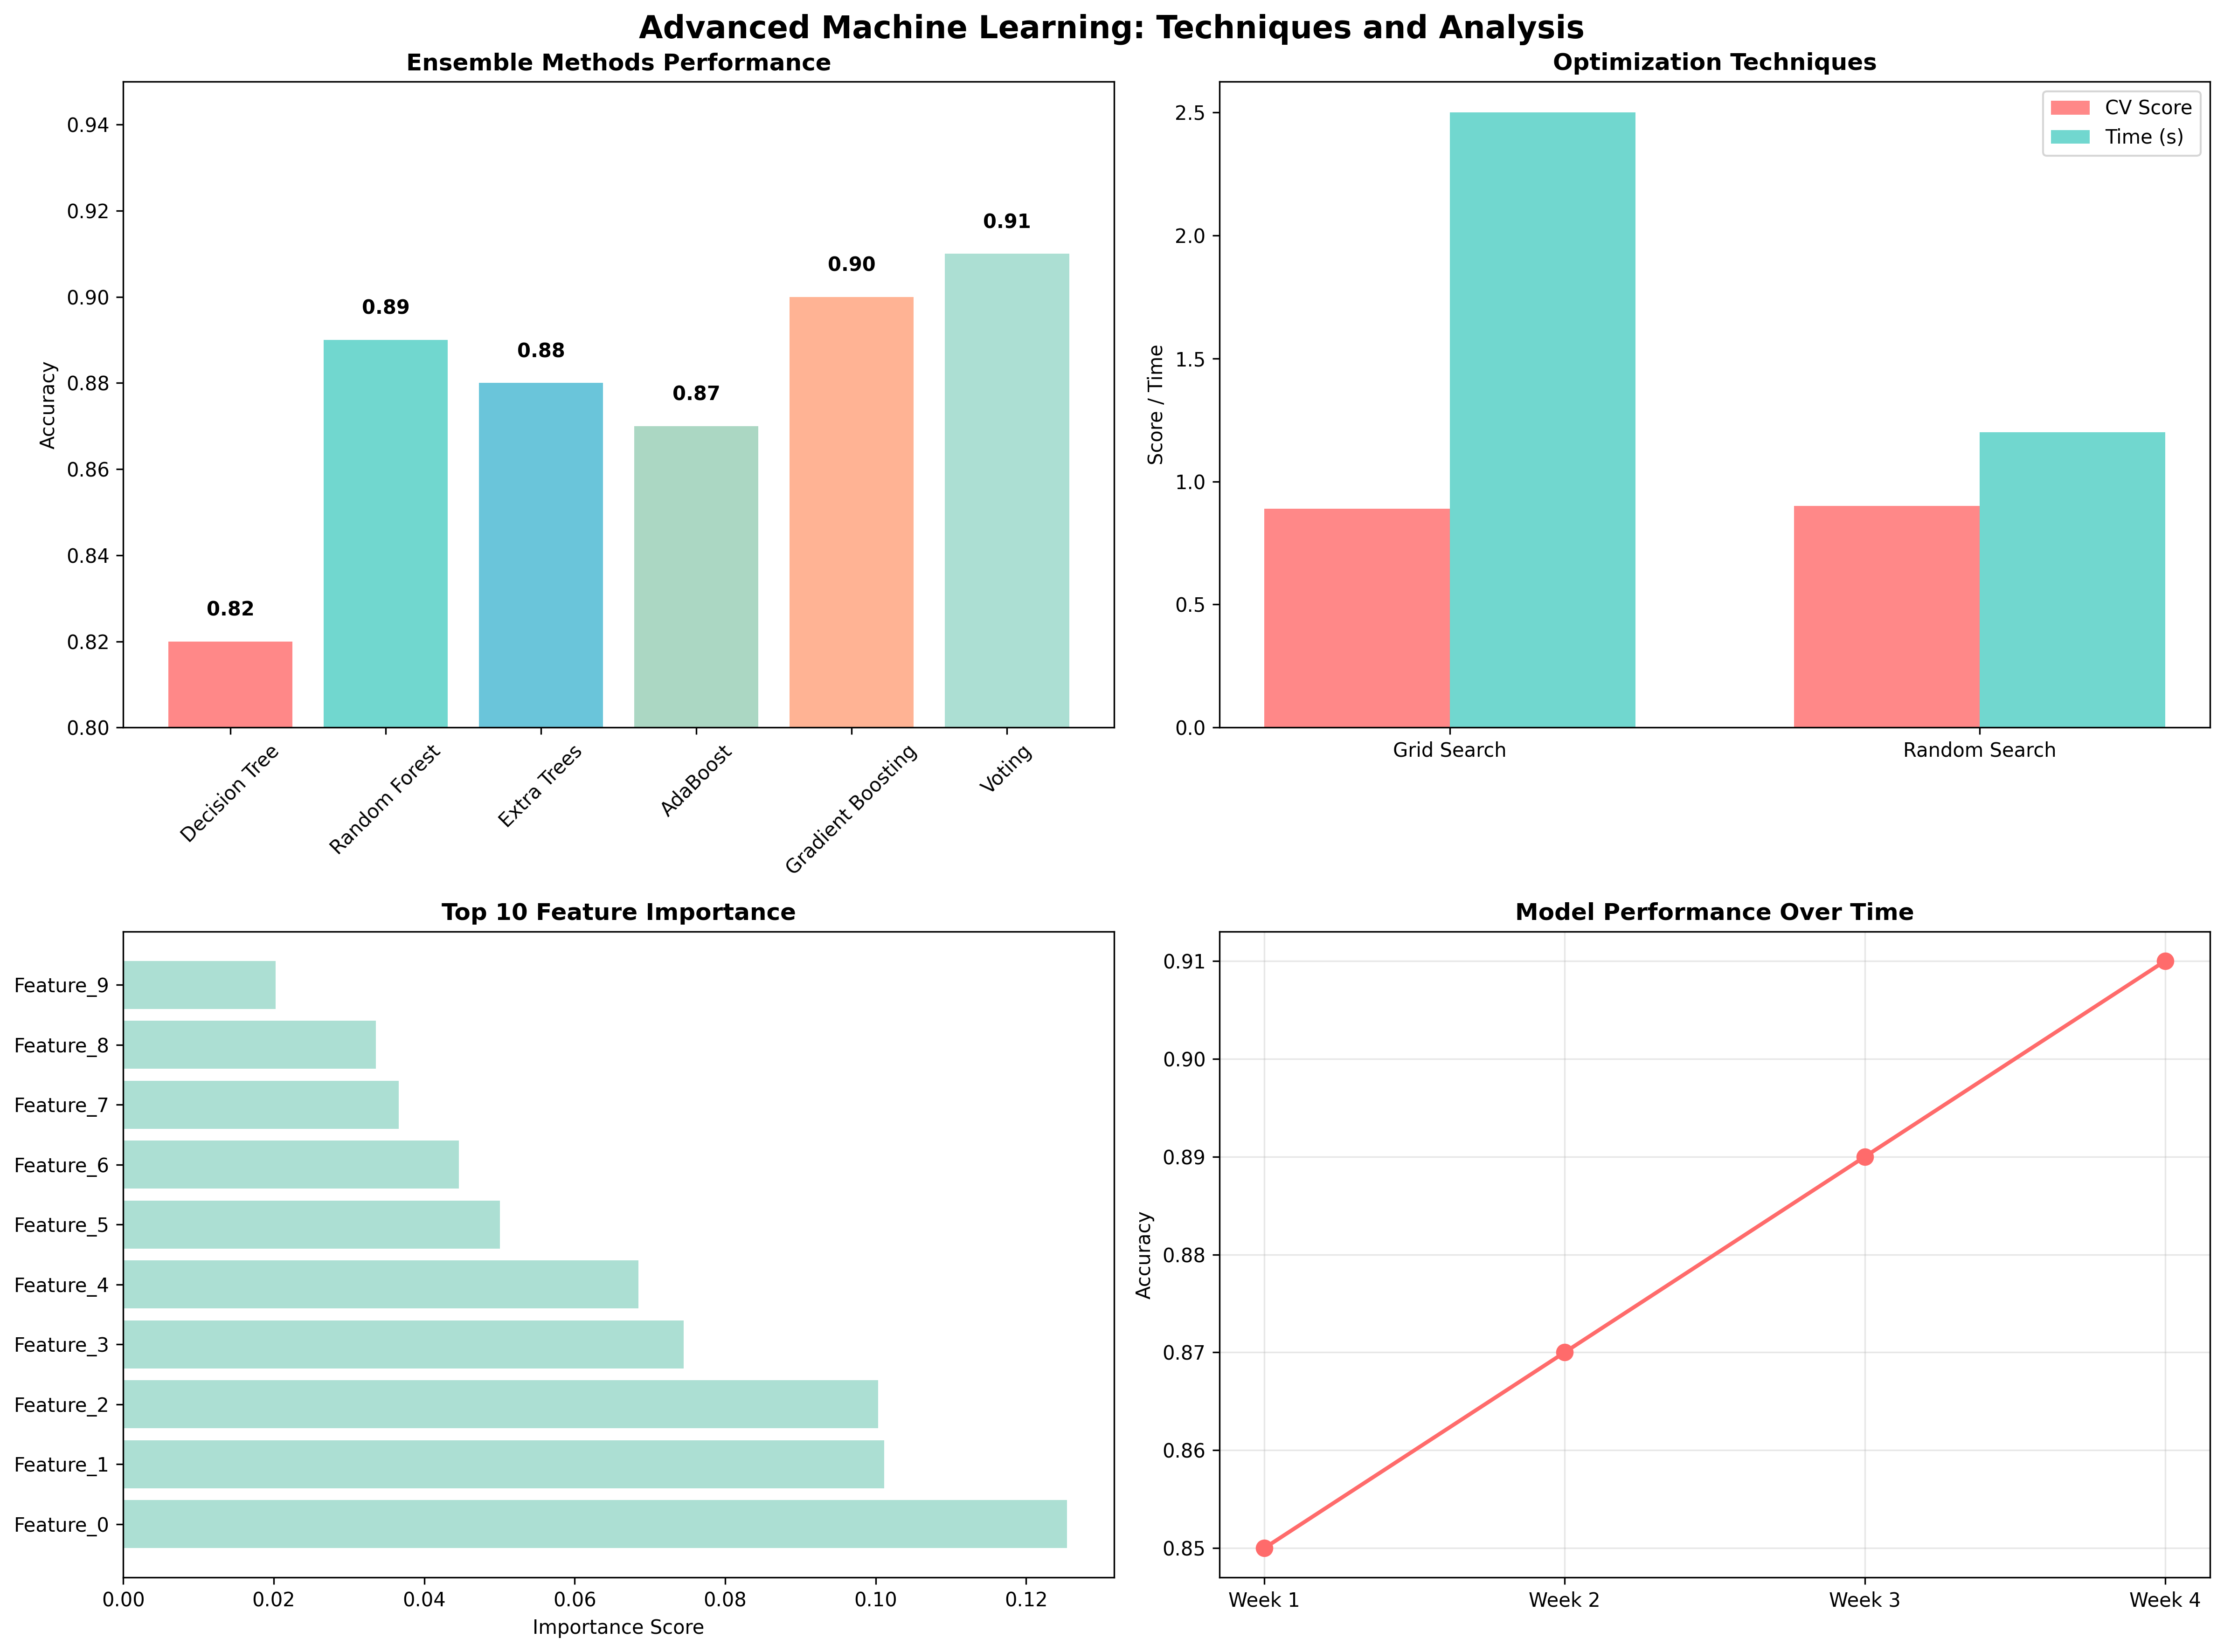 Advanced Machine Learning: Techniques and Analysis
Ensemble Methods Performance
Accuracy
0.94
0.92
0.90
0.88
0.86
0.84
0.82
0.80
0.82
0.89
0.88
0.87
0.90
0.91
Decision Tree
Random Forest
Extra Trees
AdaBoost
Gradient Boosting
Voting
Optimization Techniques
Score / Time
2.5
2.0
1.5
1.0
0.5
0.0
CV Score
Time (s)
Grid Search
Random Search
Top 10 Feature Importance
Feature_9
Feature_8
Feature_7
Feature_6
Feature_5
Feature_4
Feature_3
Feature_2
Feature_1
Feature_0
0.00
0.02
0.04
0.06
0.08
0.10
0.12
Importance Score
Model Performance Over Time
Accuracy
0.91
0.90
0.89
0.88
0.87
0.86
0.85
Week 1
Week 2
Week 3
Week 4